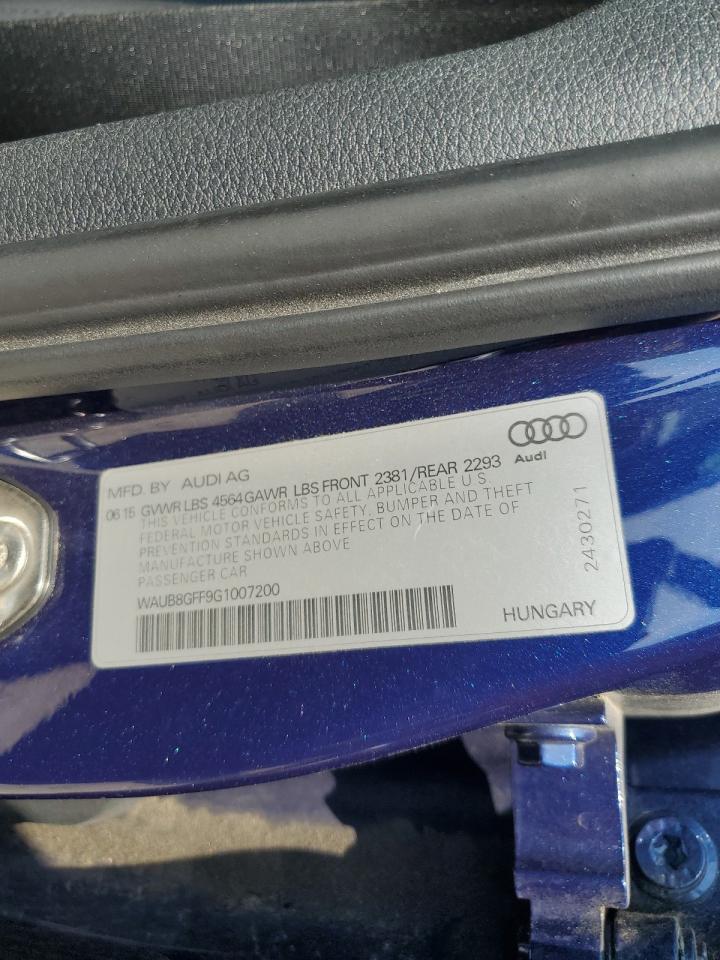 MFD. BY AUDI AG
Audi
06 15 GVWR LBS 4564 GAWR LBS FRONT 2381/REAR 2293
THIS VEHICLE CONFORMS TO ALL APPLICABLE U.S.
FEDERAL MOTOR VEHICLE SAFETY, BUMPER AND THEFT
PREVENTION STANDARDS IN EFFECT ON THE DATE OF
MANUFACTURE SHOWN ABOVE
PASSENGER CAR
WAUB8GFF9G1007200
HUNGARY
2430271